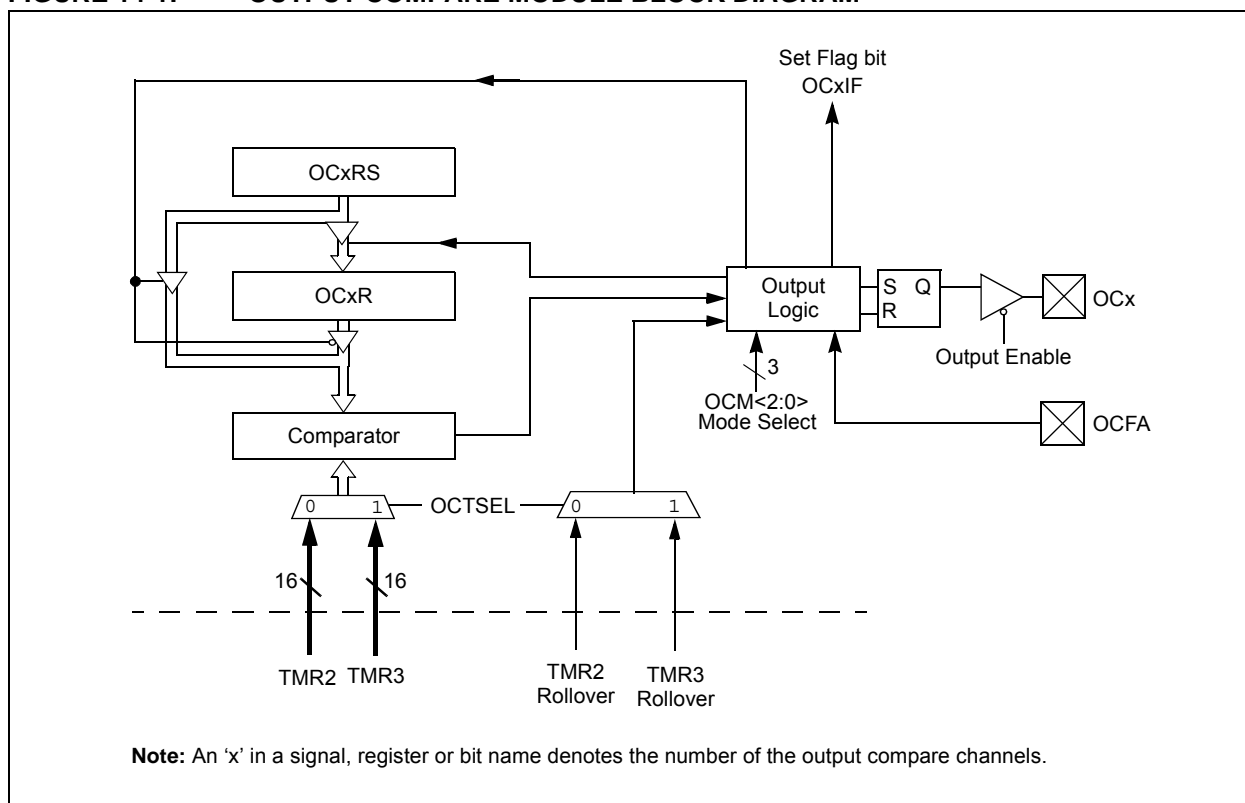 Set Flag bit
OCxIF
OCxRS
OCxR
Output
Logic
S Q
R
OCx
Output Enable
3
OCM<2:0>
Mode Select
OCFA
Comparator
0 1
OCTSEL
0 1
16 16
TMR2 TMR3
TMR2
Rollover
TMR3
Rollover
Note: An ‘x’ in a signal, register or bit name denotes the number of the output compare channels.